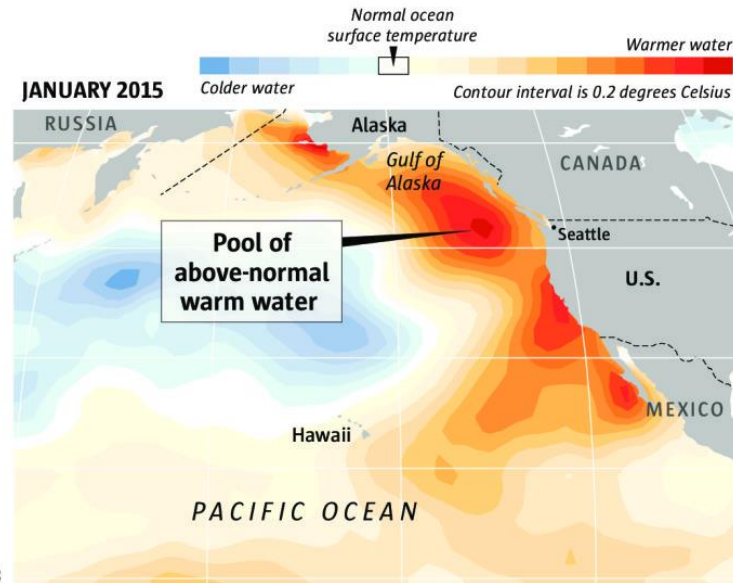 Normal ocean
surface temperature
Warmer water
JANUARY 2015
Colder water
Contour interval is 0.2 degrees Celsius
RUSSIA
Alaska
Gulf of
Alaska
CANADA
Pool of
above-normal
warm water
Seattle
U.S.
MEXICO
Hawaii
PACIFIC OCEAN